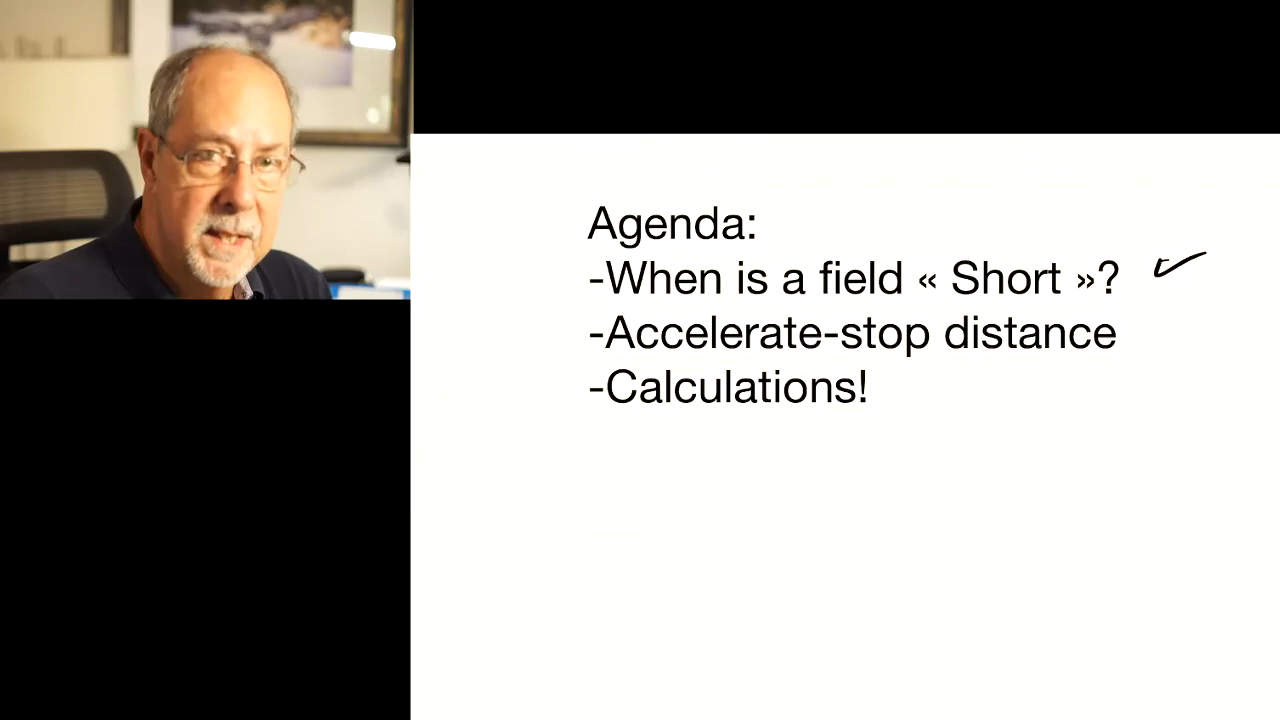 Agenda:
-When is a field « Short »?
-Accelerate-stop distance
-Calculations!